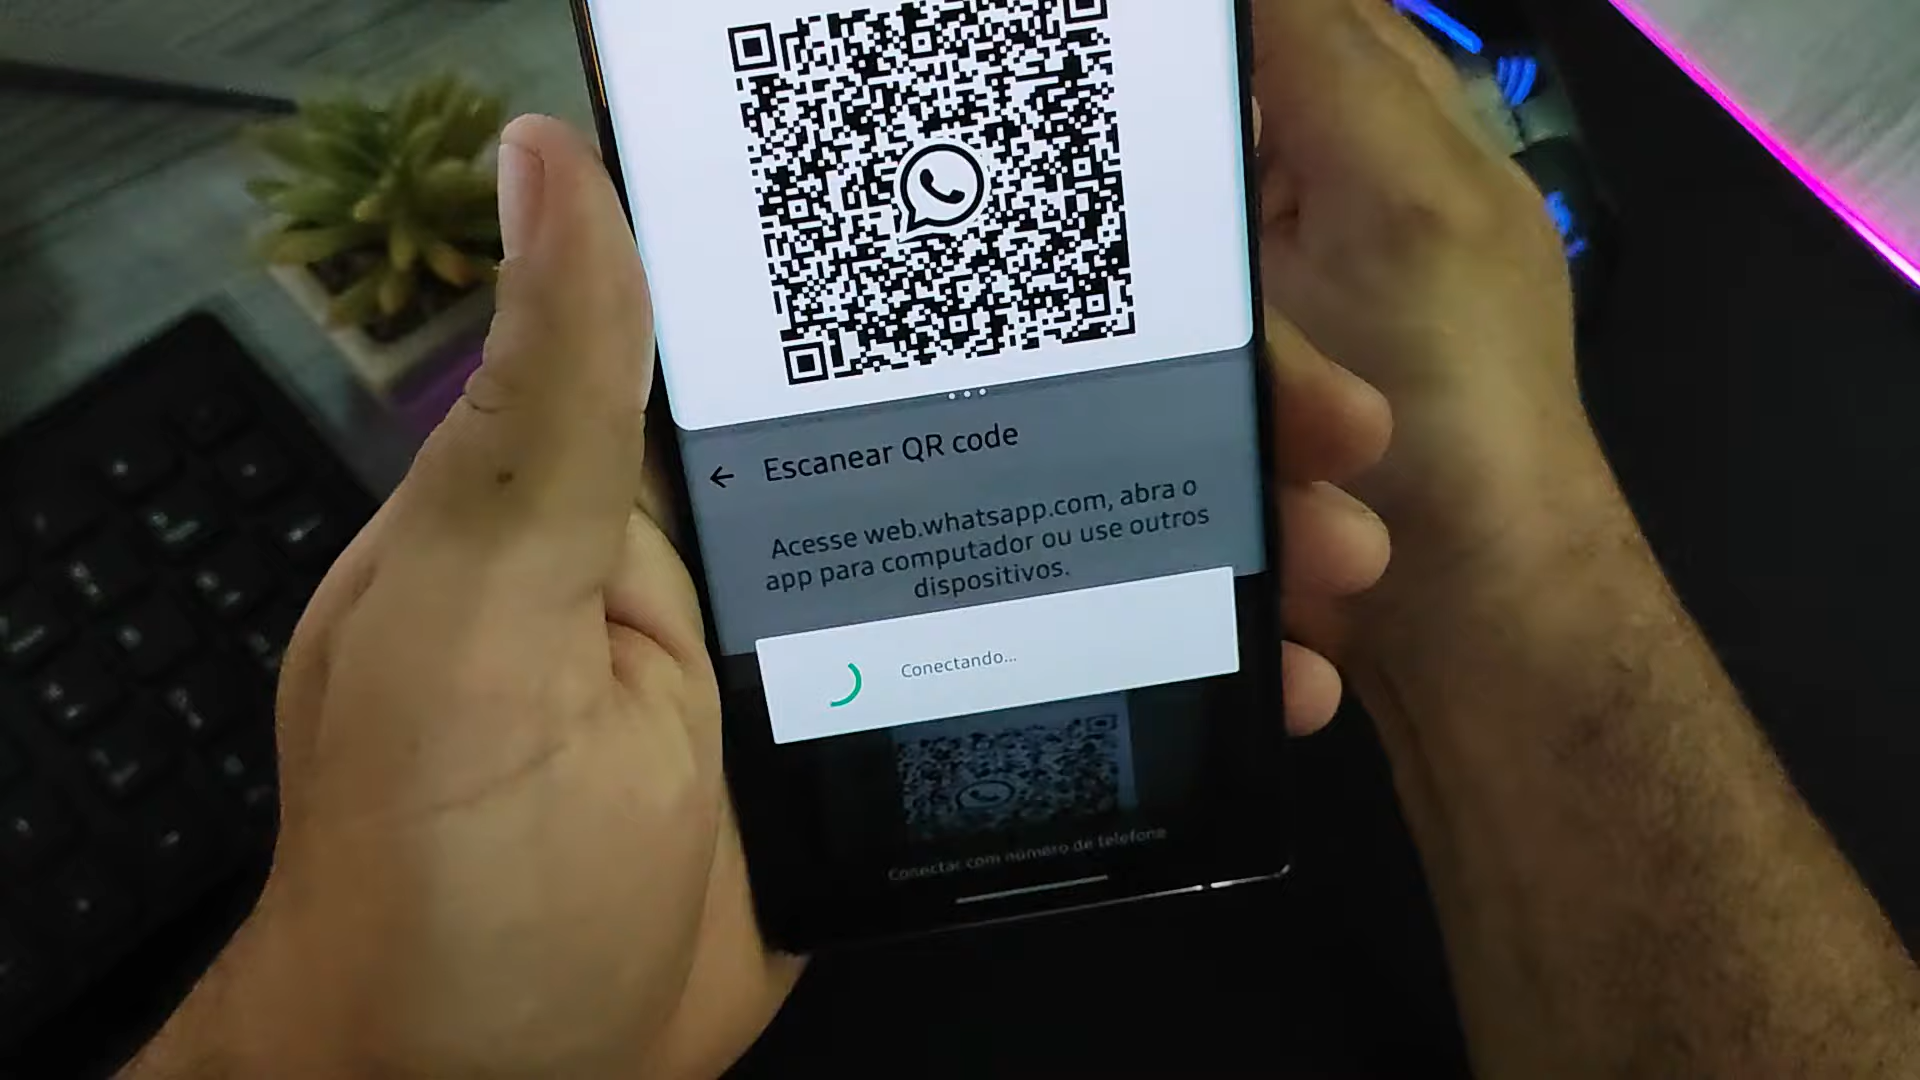 Escanear QR code
Acesse web.whatsapp.com, abra o
app para computador ou use outros
dispositivos.
Conectando...
Conectar com número de telefone